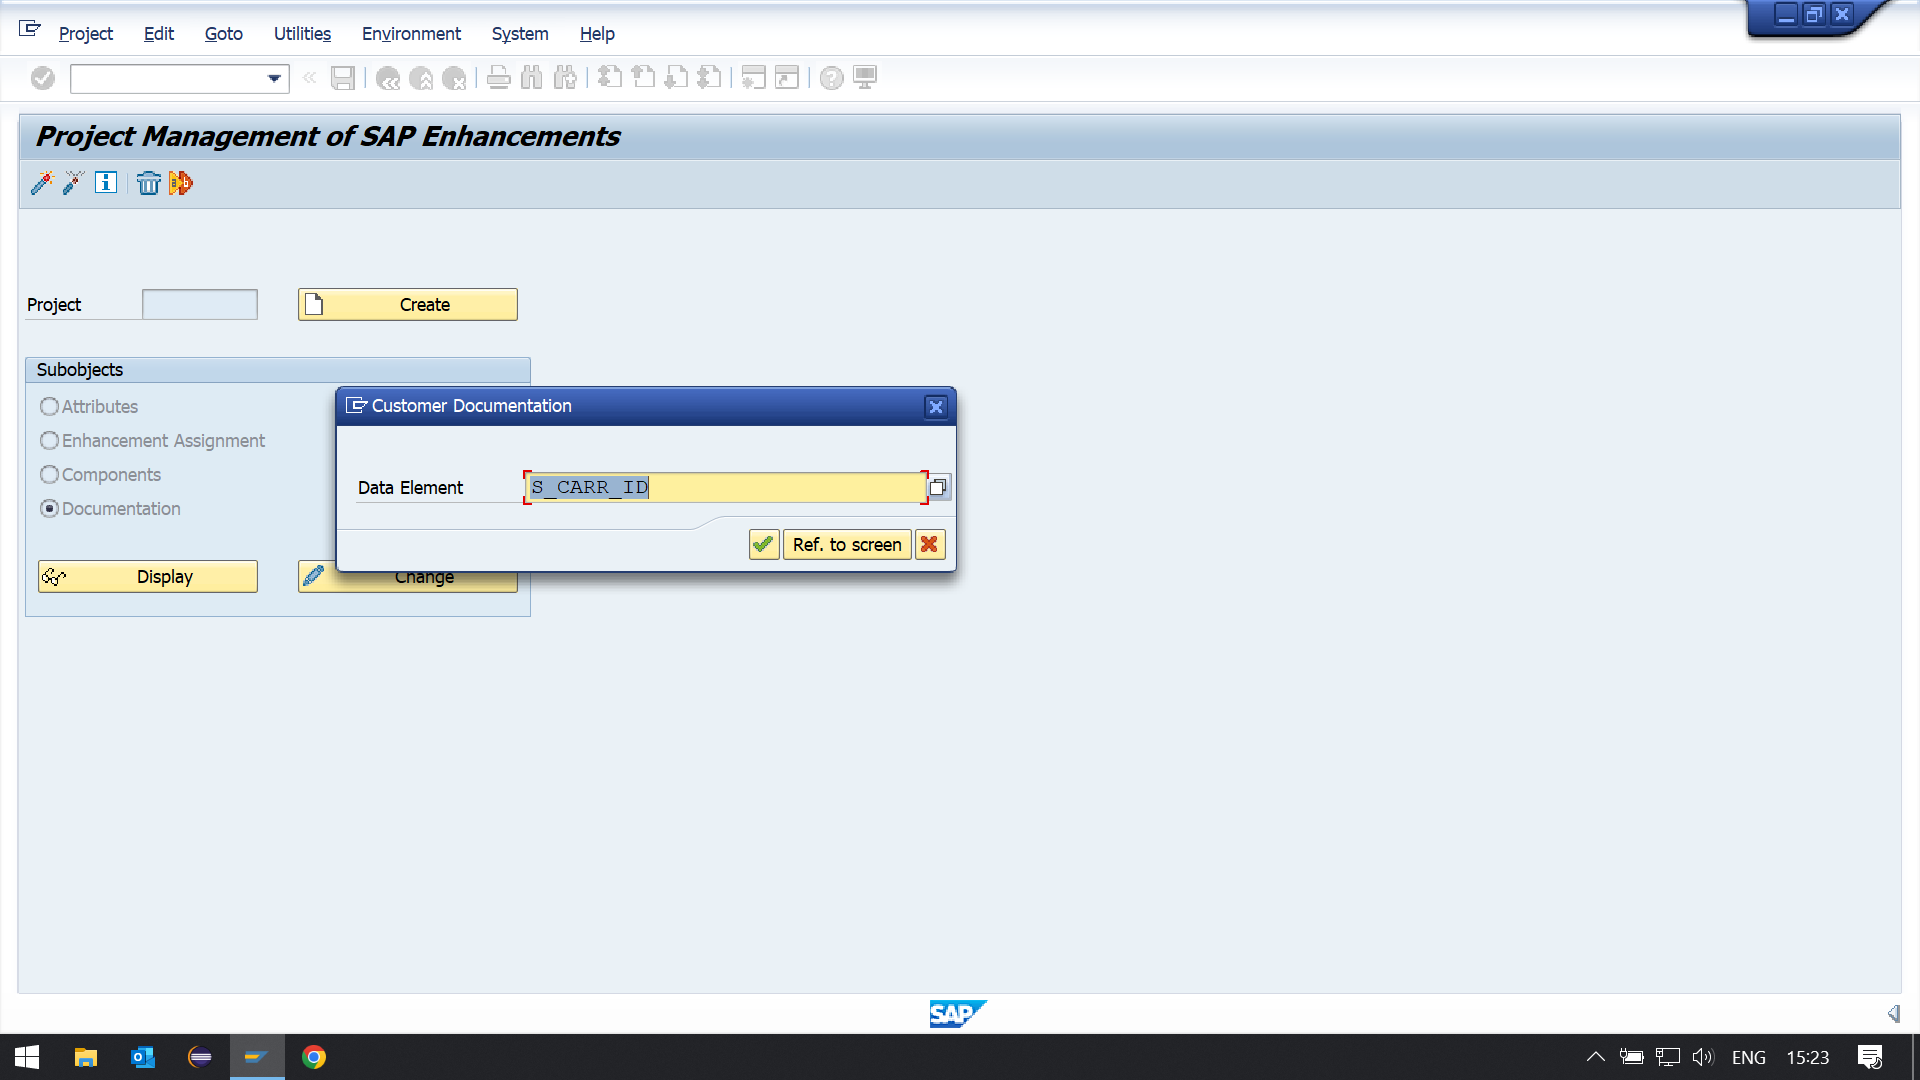 Project Edit Goto Utilities Environment System Help
Project Management of SAP Enhancements
Project
Create
Subobjects
Attributes
Enhancement Assignment
Components
Documentation
Display
Change
Customer Documentation
Data Element S_CARR_ID
Ref. to screen
SAP
ENG 15:23